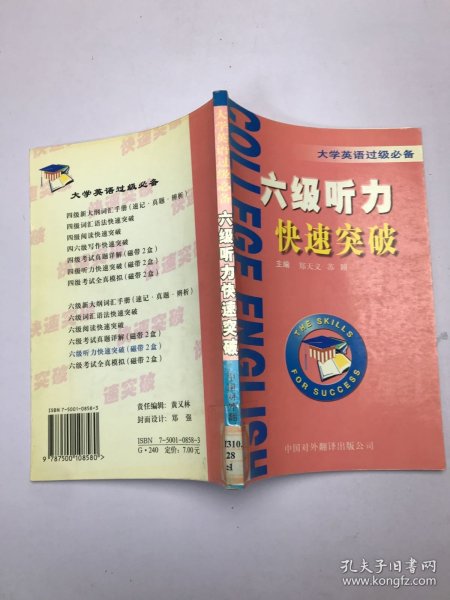 大学英语过级必备
四级新大纲词汇手册(速记·真题·辨析)
四级词汇语法快速突破
四级阅读快速突破
四六级写作快速突破
四级考试真题详解(磁带2盒)
四级听力快速突破(磁带2盒)
四级考试全真模拟(磁带2盒)
六级新大纲词汇手册(速记·真题·辨析)
六级词汇语法快速突破
六级阅读快速突破
六级考试真题详解(磁带2盒)
六级听力快速突破(磁带2盒)
六级考试全真模拟(磁带2盒)
快速突破
责任编辑:黄又林
封面设计:郑 强
ISBN 7-5001-0858-3
G·240 定价:7.00元
ISBN 7-5001-0858-3
9787500108580>
六级听力快速突破
28
COLLEGE ENGLISH
大学英语过级必备
六级听力
快速突破
主编 郑天义
THE SKILLS
FOR SUCCESS
中国对外翻译出版公司
孔夫子旧书网
www.kongfz.com